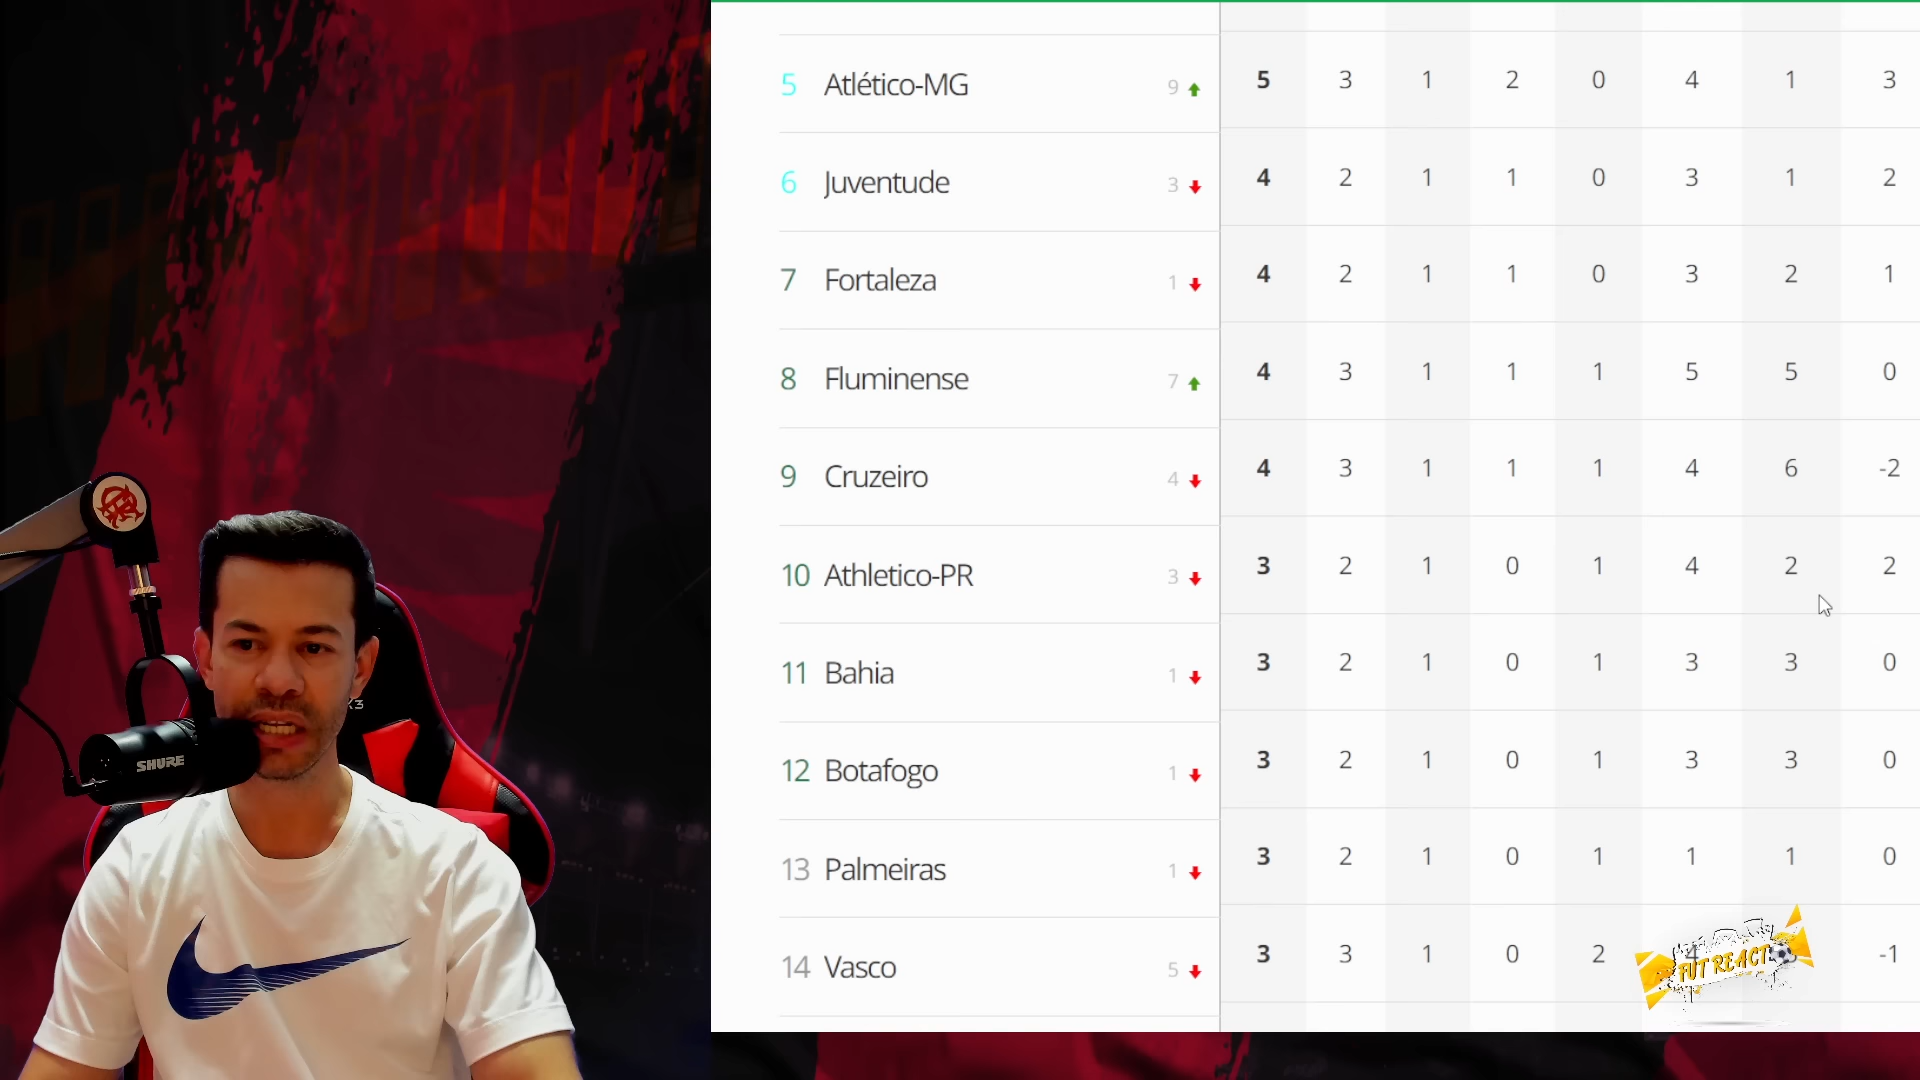 5 Atlético-MG 9 5 3 1 2 0 4 1 3
6 Juventude 3 4 2 1 1 0 3 1 2
7 Fortaleza 1 4 2 1 1 0 3 2 1
8 Fluminense 7 4 3 1 1 1 5 5 0
9 Cruzeiro 4 4 3 1 1 1 4 6 -2
10 Athletico-PR 3 3 2 1 0 1 4 2 2
11 Bahia 1 3 2 1 0 1 3 3 0
12 Botafogo 1 3 2 1 0 1 3 3 0
13 Palmeiras 1 3 2 1 0 1 1 1 0
14 Vasco 5 3 3 1 0 2 4 -1
FUT REACT
SHURE